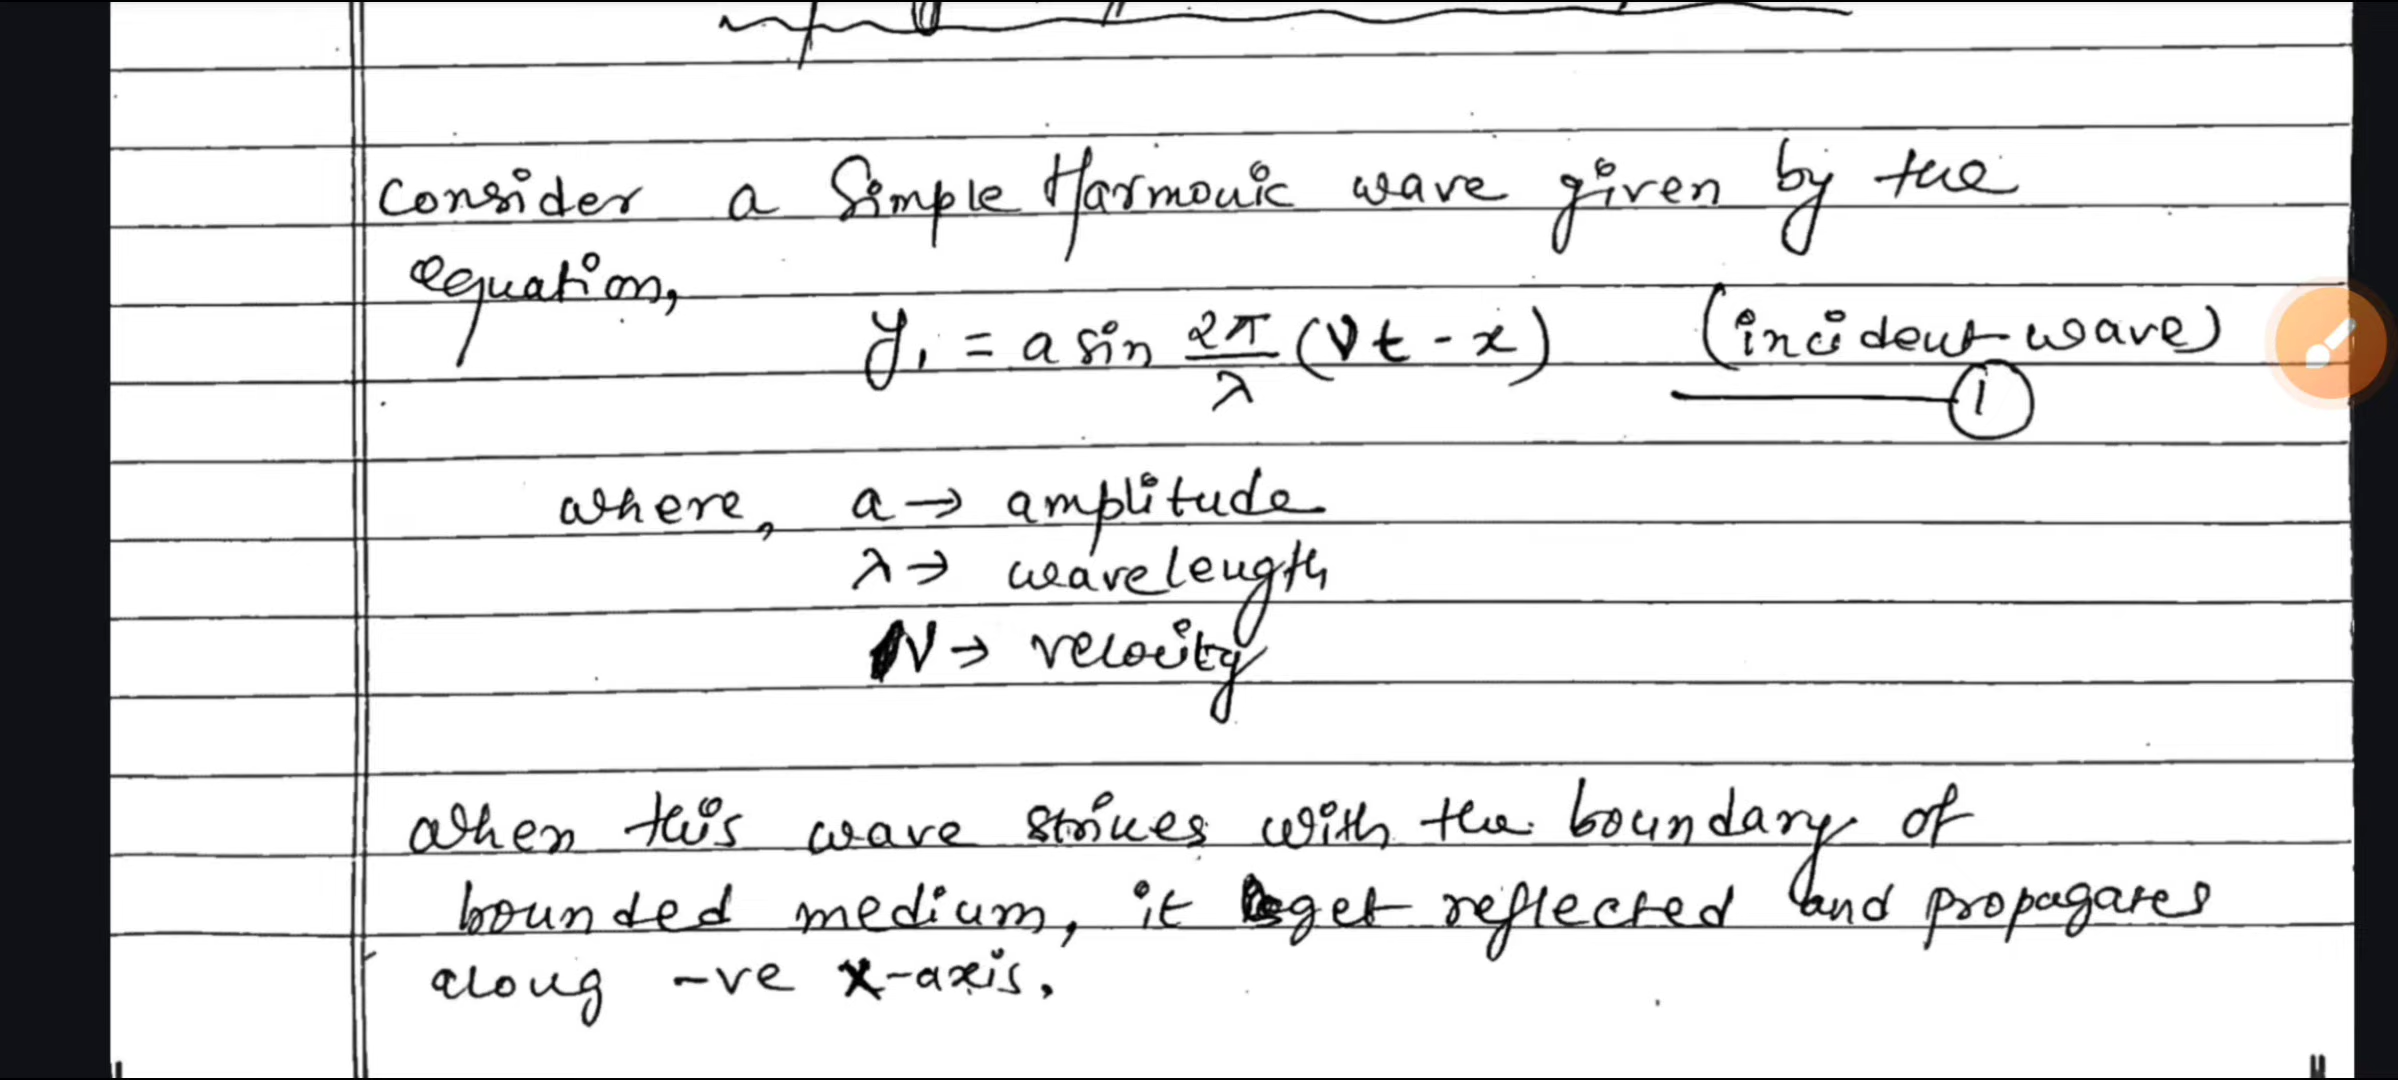 Consider a Simple Harmonic wave given by the
equation,
y₁ = a sin 2π/λ (vt - x) (incident wave)
1
where, a → amplitude
λ → wavelength
v → velocity
when this wave strikes with the boundary of
bounded medium, it get reflected and propagates
along -ve x-axis.